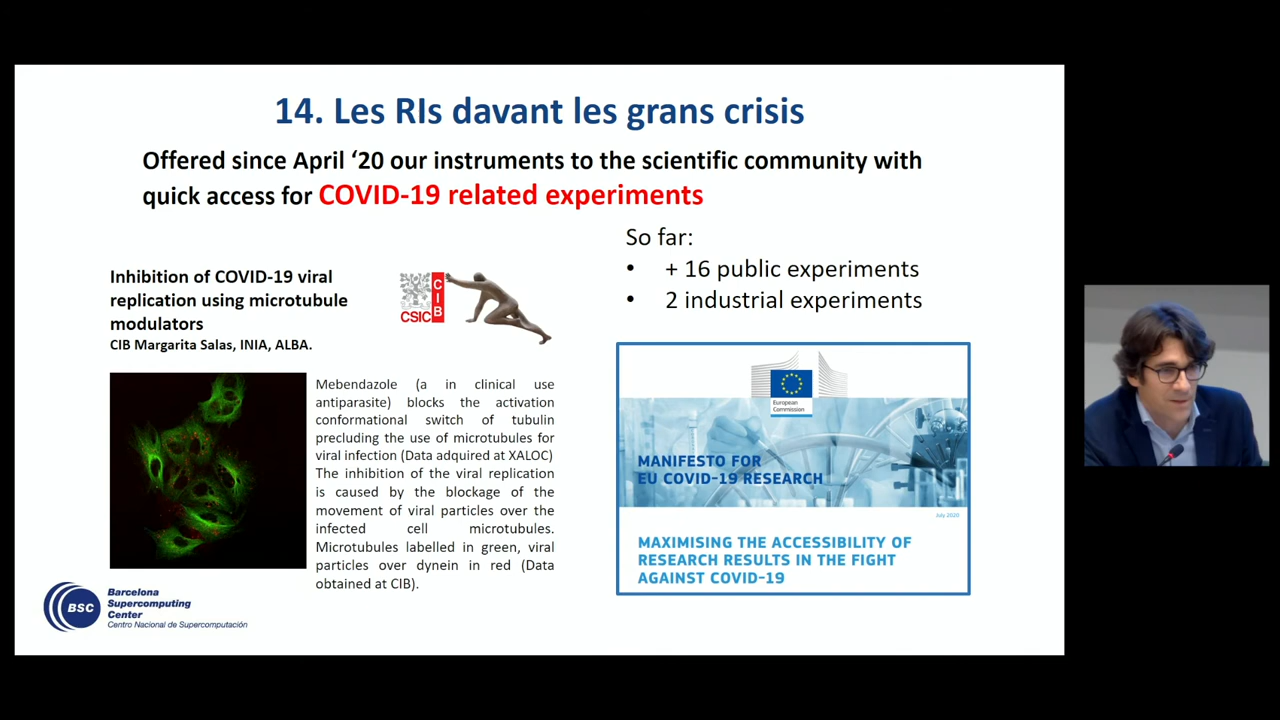 14. Les RIs davant les grans crisis
Offered since April ‘20 our instruments to the scientific community with
quick access for COVID-19 related experiments
So far:
• + 16 public experiments
• 2 industrial experiments
Inhibition of COVID-19 viral
replication using microtubule
modulators
CIB Margarita Salas, INIA, ALBA.
CSIC
CIB
Mebendazole (a in clinical use
antiparasite) blocks the activation
conformational switch of tubulin
precluding the use of microtubules for
viral infection (Data adquired at XALOC)
The inhibition of the viral replication
is caused by the blockage of the
movement of viral particles over the
infected cell microtubules.
Microtubules labelled in green, viral
particles over dynein in red (Data
obtained at CIB).
European
Commission
MANIFESTO FOR
EU COVID-19 RESEARCH
July 2020
MAXIMISING THE ACCESSIBILITY OF
RESEARCH RESULTS IN THE FIGHT
AGAINST COVID-19
BSC
Barcelona
Supercomputing
Center
Centro Nacional de Supercomputación